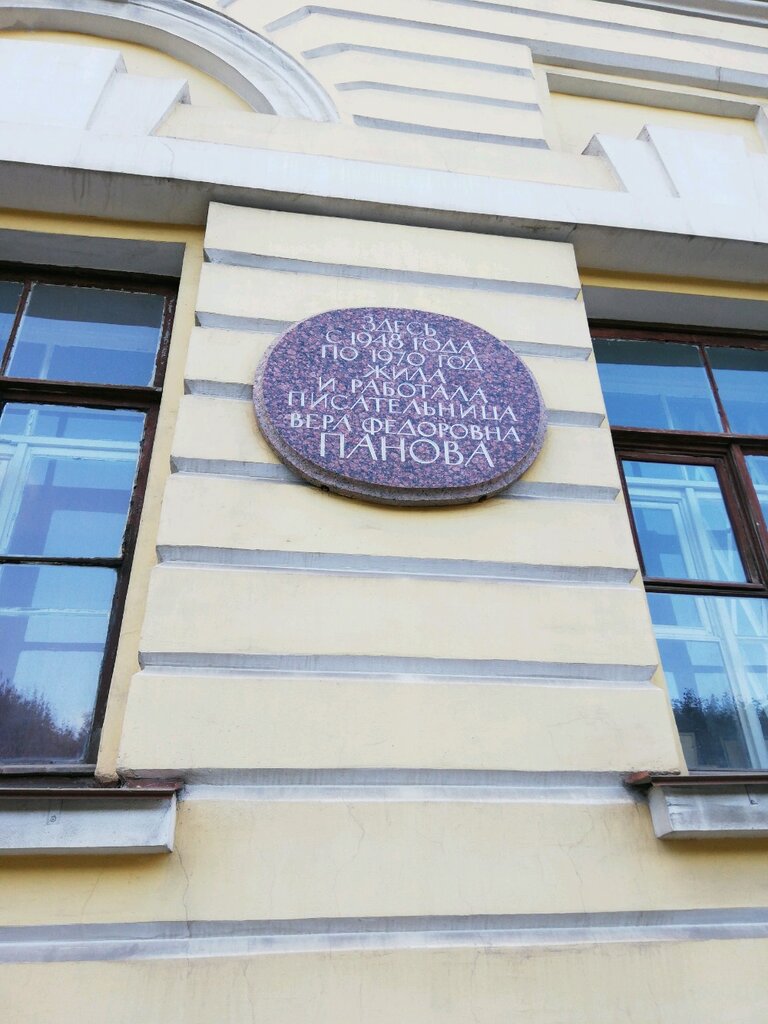 ЗДЕСЬ
С 1948 ГОДА
ПО 1970 ГОД
ЖИЛА
И РАБОТАЛА
ПИСАТЕЛЬНИЦА
ВЕРА ФЕДОРОВНА
ПАНОВА